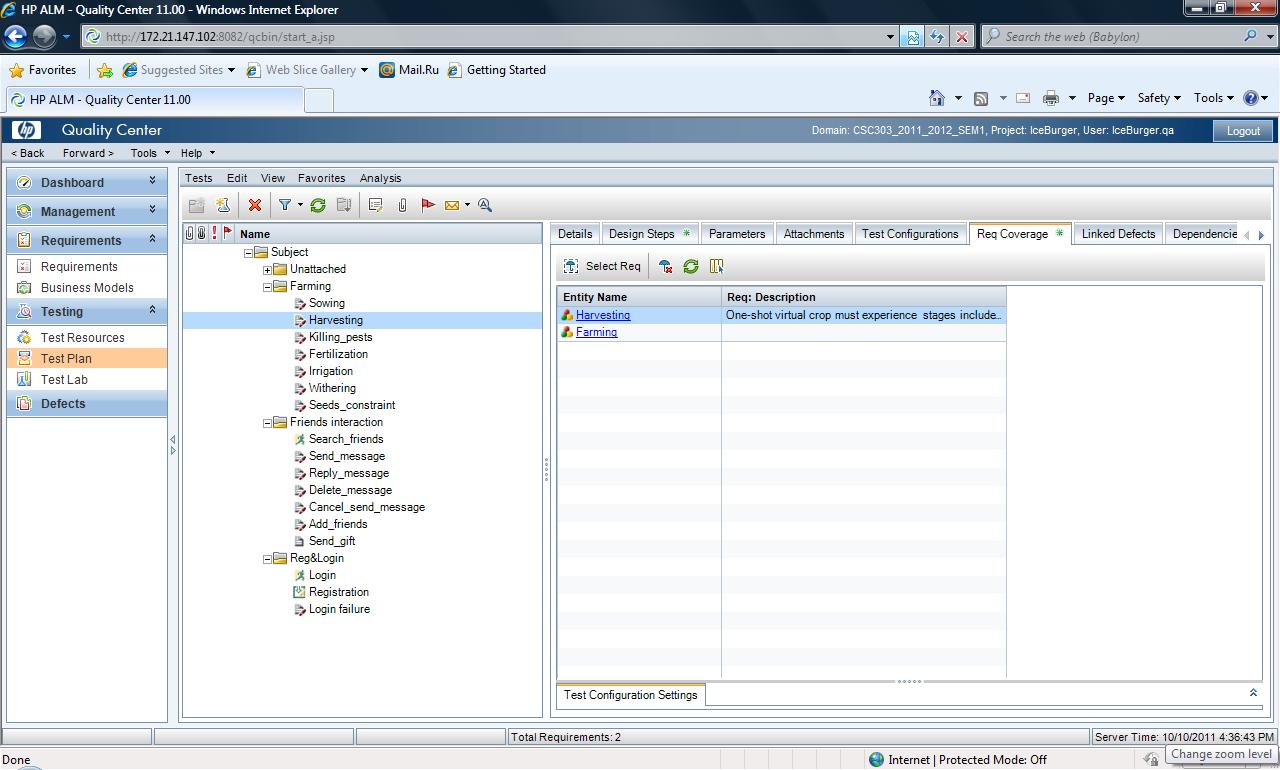 HP ALM - Quality Center 11.00 - Windows Internet Explorer
http://172.21.147.102:8082/qcbin/start_a.jsp
Search the web (Babylon)
Favorites Suggested Sites Web Slice Gallery Mail.Ru Getting Started
HP ALM - Quality Center 11.00
Page Safety Tools
hp Quality Center
Domain: CSC303_2011_2012_SEM1, Project: IceBurger, User: IceBurger.qa
Logout
< Back Forward > Tools Help
Dashboard
Management
Requirements
Requirements
Business Models
Testing
Test Resources
Test Plan
Test Lab
Defects
Tests Edit View Favorites Analysis
Name
Subject
Unattached
Farming
Sowing
Harvesting
Killing_pests
Fertilization
Irrigation
Withering
Seeds_constraint
Friends interaction
Search_friends
Send_message
Reply_message
Delete_message
Cancel_send_message
Add_friends
Send_gift
Reg&Login
Login
Registration
Login failure
Details Design Steps * Parameters Attachments Test Configurations Req Coverage * Linked Defects Dependencie
Select Req
Entity Name Req: Description
Harvesting One-shot virtual crop must experience stages include..
Farming
Test Configuration Settings
Total Requirements: 2
Server Time: 10/10/2011 4:36:43 PM
Done
Internet | Protected Mode: Off
Change zoom level